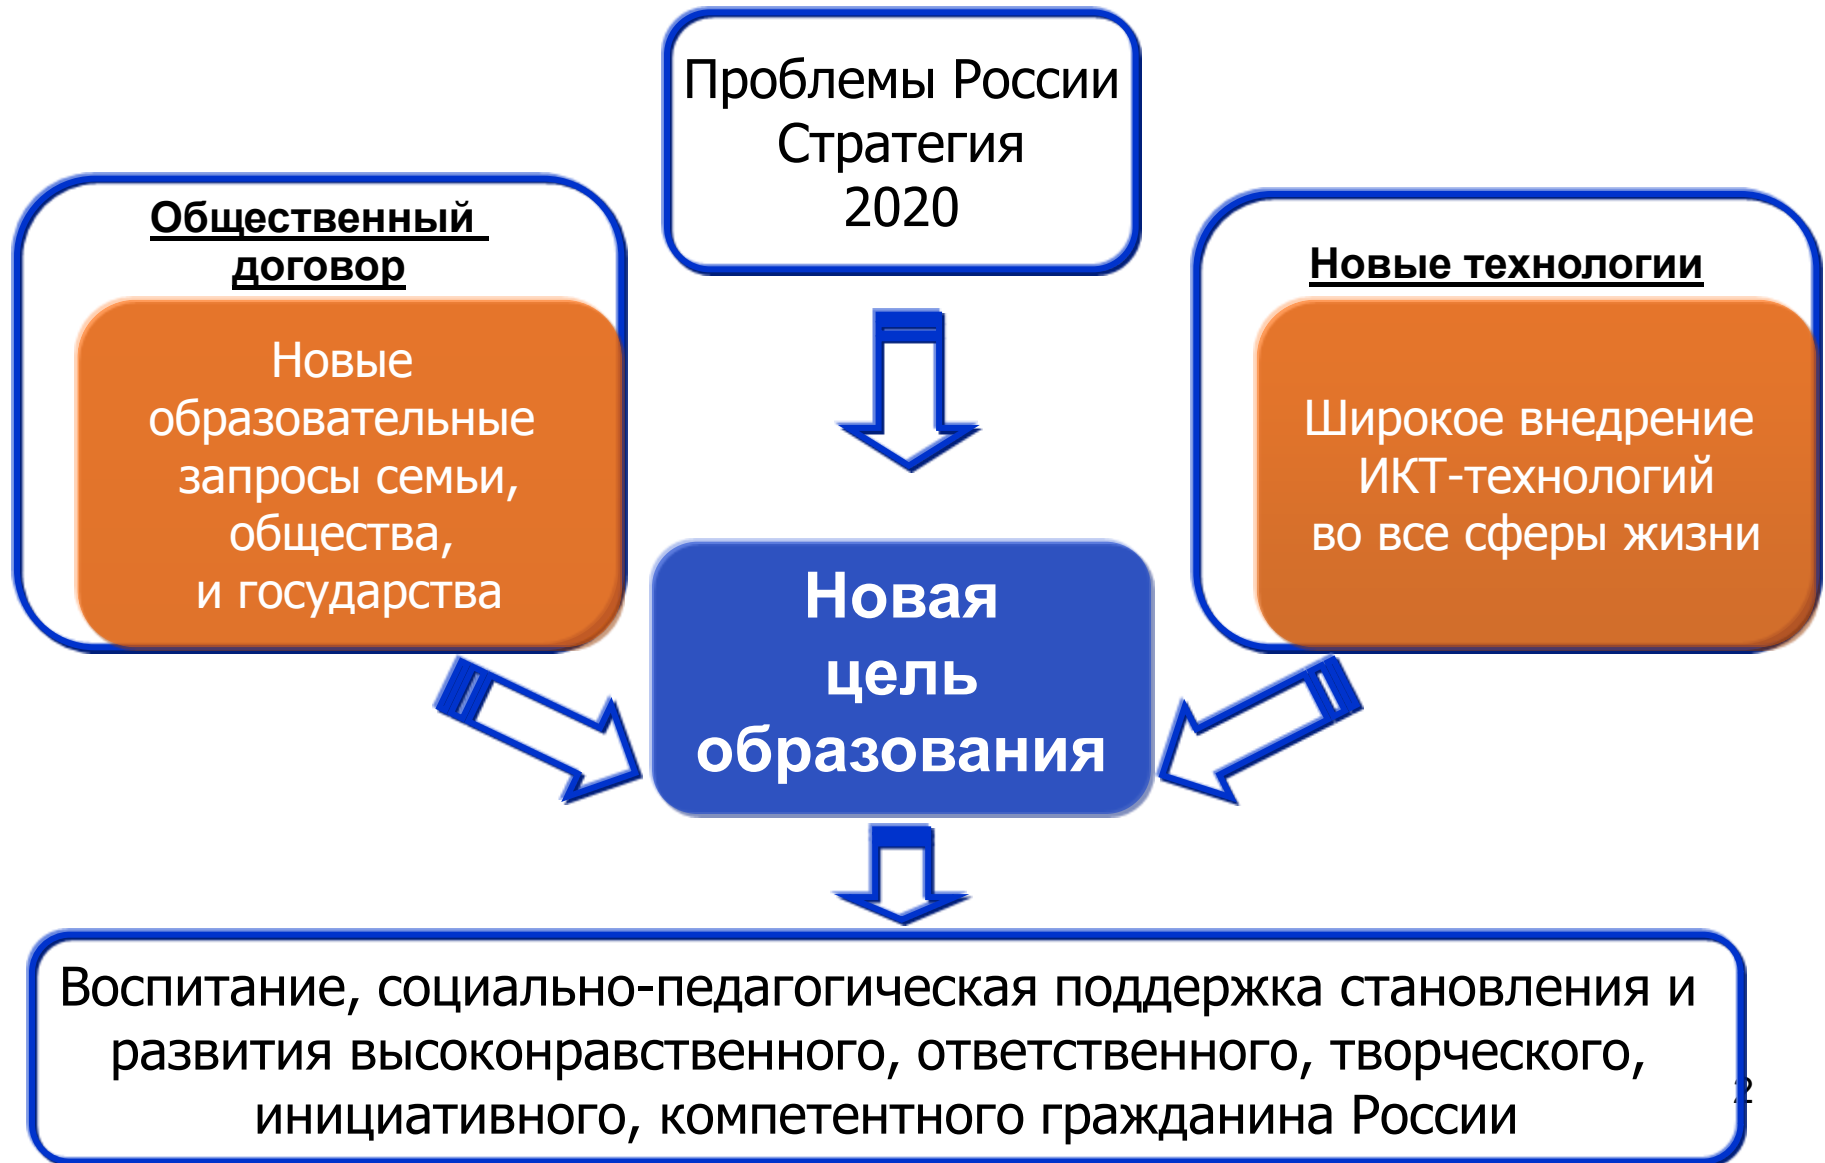 Проблемы России
Стратегия
2020
Общественный
договор
Новые
образовательные
запросы семьи,
общества,
и государства
Новые технологии
Широкое внедрение
ИКТ-технологий
во все сферы жизни
Новая
цель
образования
Воспитание, социально-педагогическая поддержка становления и
развития высоконравственного, ответственного, творческого,
инициативного, компетентного гражданина России
2